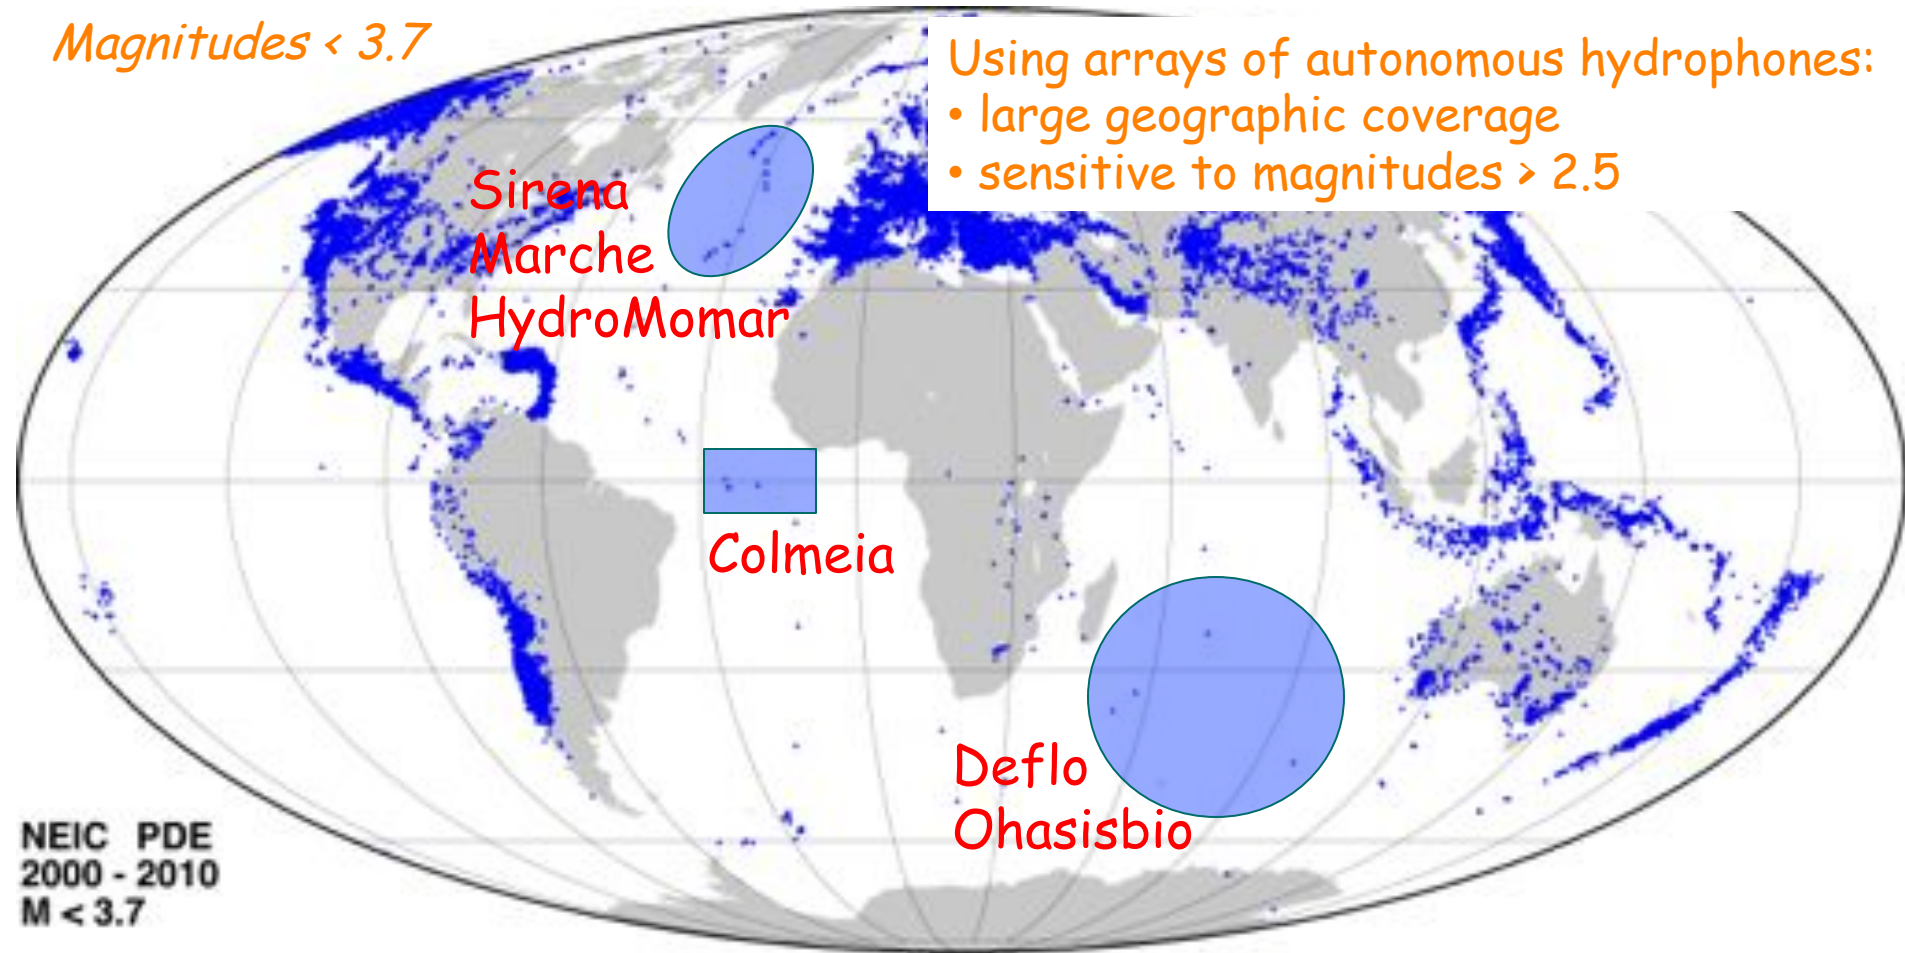 Magnitudes < 3.7
Using arrays of autonomous hydrophones:
• large geographic coverage
• sensitive to magnitudes > 2.5
Sirena
Marche
HydroMomar
Colmeia
Deflo
Ohasisbio
NEIC PDE
2000 - 2010
M < 3.7